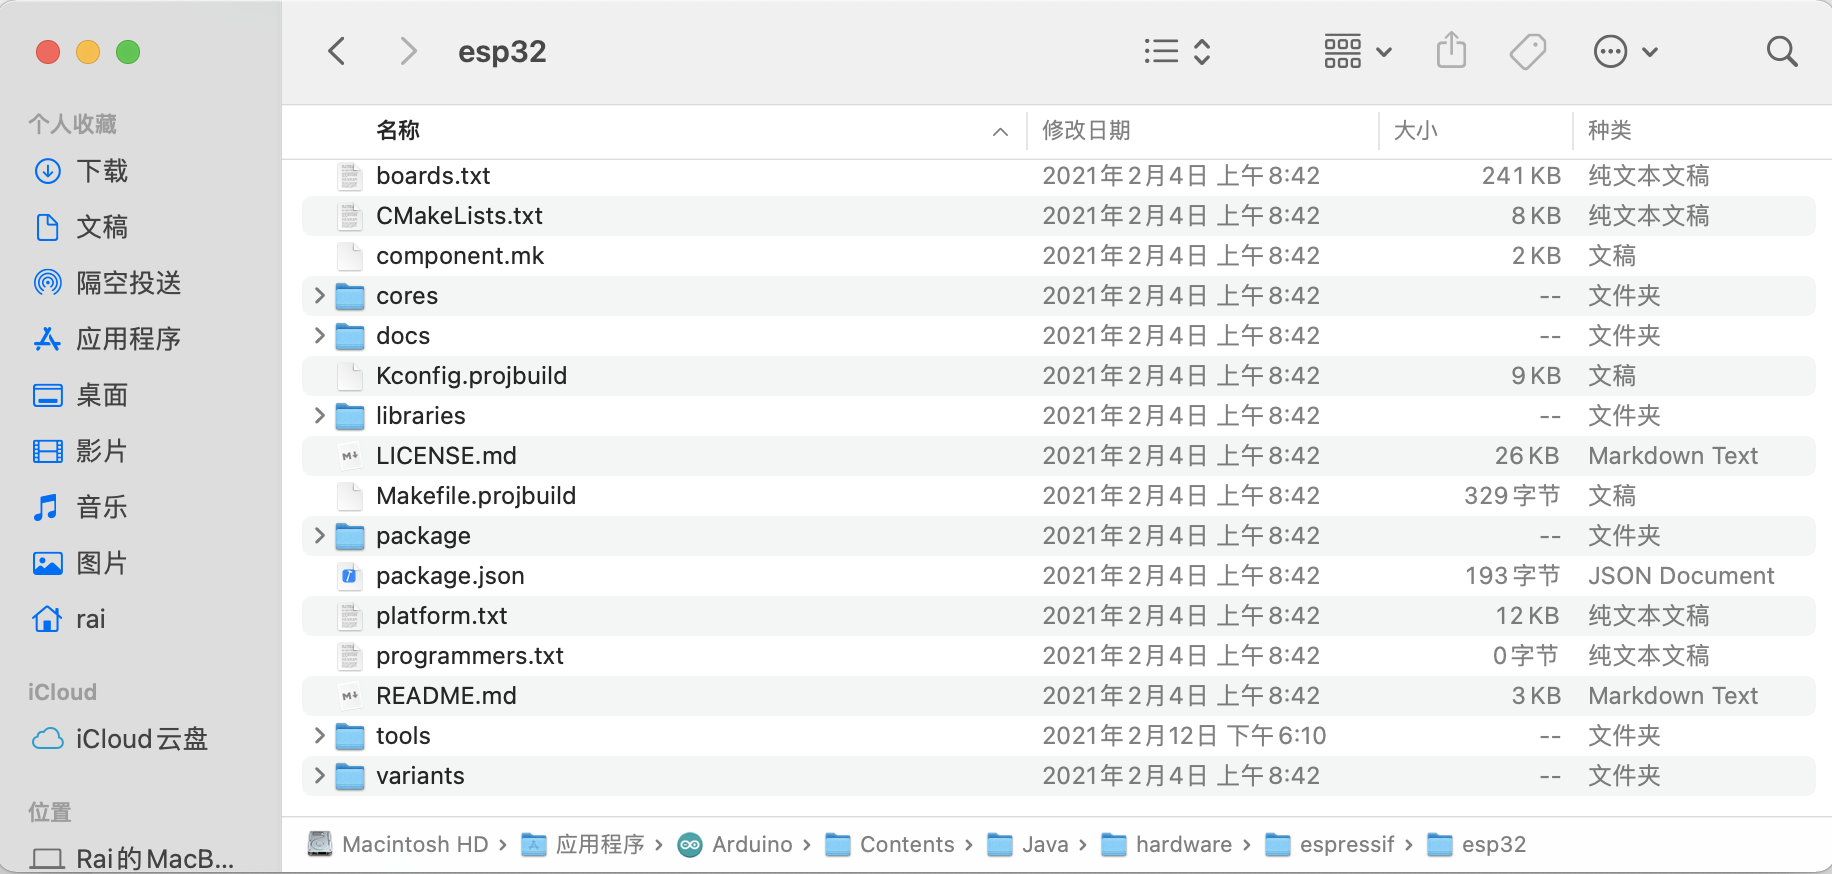 esp32
个人收藏
下载
文稿
隔空投送
应用程序
桌面
影片
音乐
图片
rai
iCloud
iCloud云盘
位置
Rai的MacB...
名称 修改日期 大小 种类
boards.txt 2021年2月4日 上午8:42 241 KB 纯文本文稿
CMakeLists.txt 2021年2月4日 上午8:42 8 KB 纯文本文稿
component.mk 2021年2月4日 上午8:42 2 KB 文稿
cores 2021年2月4日 上午8:42 -- 文件夹
docs 2021年2月4日 上午8:42 -- 文件夹
Kconfig.projbuild 2021年2月4日 上午8:42 9 KB 文稿
libraries 2021年2月4日 上午8:42 -- 文件夹
LICENSE.md 2021年2月4日 上午8:42 26 KB Markdown Text
Makefile.projbuild 2021年2月4日 上午8:42 329字节 文稿
package 2021年2月4日 上午8:42 -- 文件夹
package.json 2021年2月4日 上午8:42 193字节 JSON Document
platform.txt 2021年2月4日 上午8:42 12 KB 纯文本文稿
programmers.txt 2021年2月4日 上午8:42 0字节 纯文本文稿
README.md 2021年2月4日 上午8:42 3 KB Markdown Text
tools 2021年2月12日 下午6:10 -- 文件夹
variants 2021年2月4日 上午8:42 -- 文件夹
Macintosh HD › 应用程序 › Arduino › Contents › Java › hardware › espressif › esp32